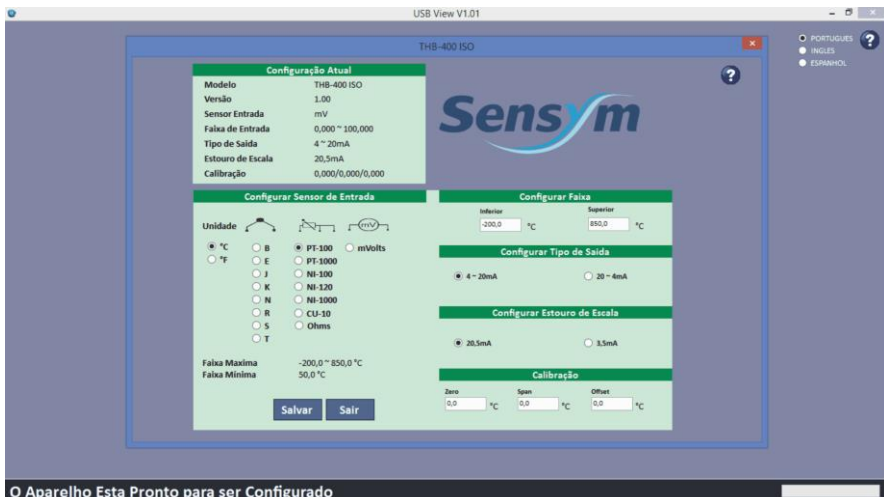 USB View V1.01
PORTUGUES
INGLES
ESPANHOL
?
THB-400 ISO
Configuração Atual
Modelo THB-400 ISO
Versão 1.00
Sensor Entrada mV
Faixa de Entrada 0,000 ~ 100,000
Tipo de Saida 4 ~ 20mA
Estouro de Escala 20,5mA
Calibração 0,000/0,000/0,000
?
Sensym
Configurar Sensor de Entrada
Unidade mV
°C B PT-100 mVolts
°F E PT-1000
J NI-100
K NI-120
N NI-1000
R CU-10
S Ohms
T
Faixa Maxima -200,0 ~ 850,0 °C
Faixa Mínima 50,0 °C
Salvar Sair
Configurar Faixa
Inferior Superior
-200,0 °C 850,0 °C
Configurar Tipo de Saida
4 ~ 20mA 20 ~ 4mA
Configurar Estouro de Escala
20,5mA 3,5mA
Calibração
Zero Span Offset
0,0 °C 0,0 °C 0,0 °C
O Aparelho Esta Pronto para ser Configurado